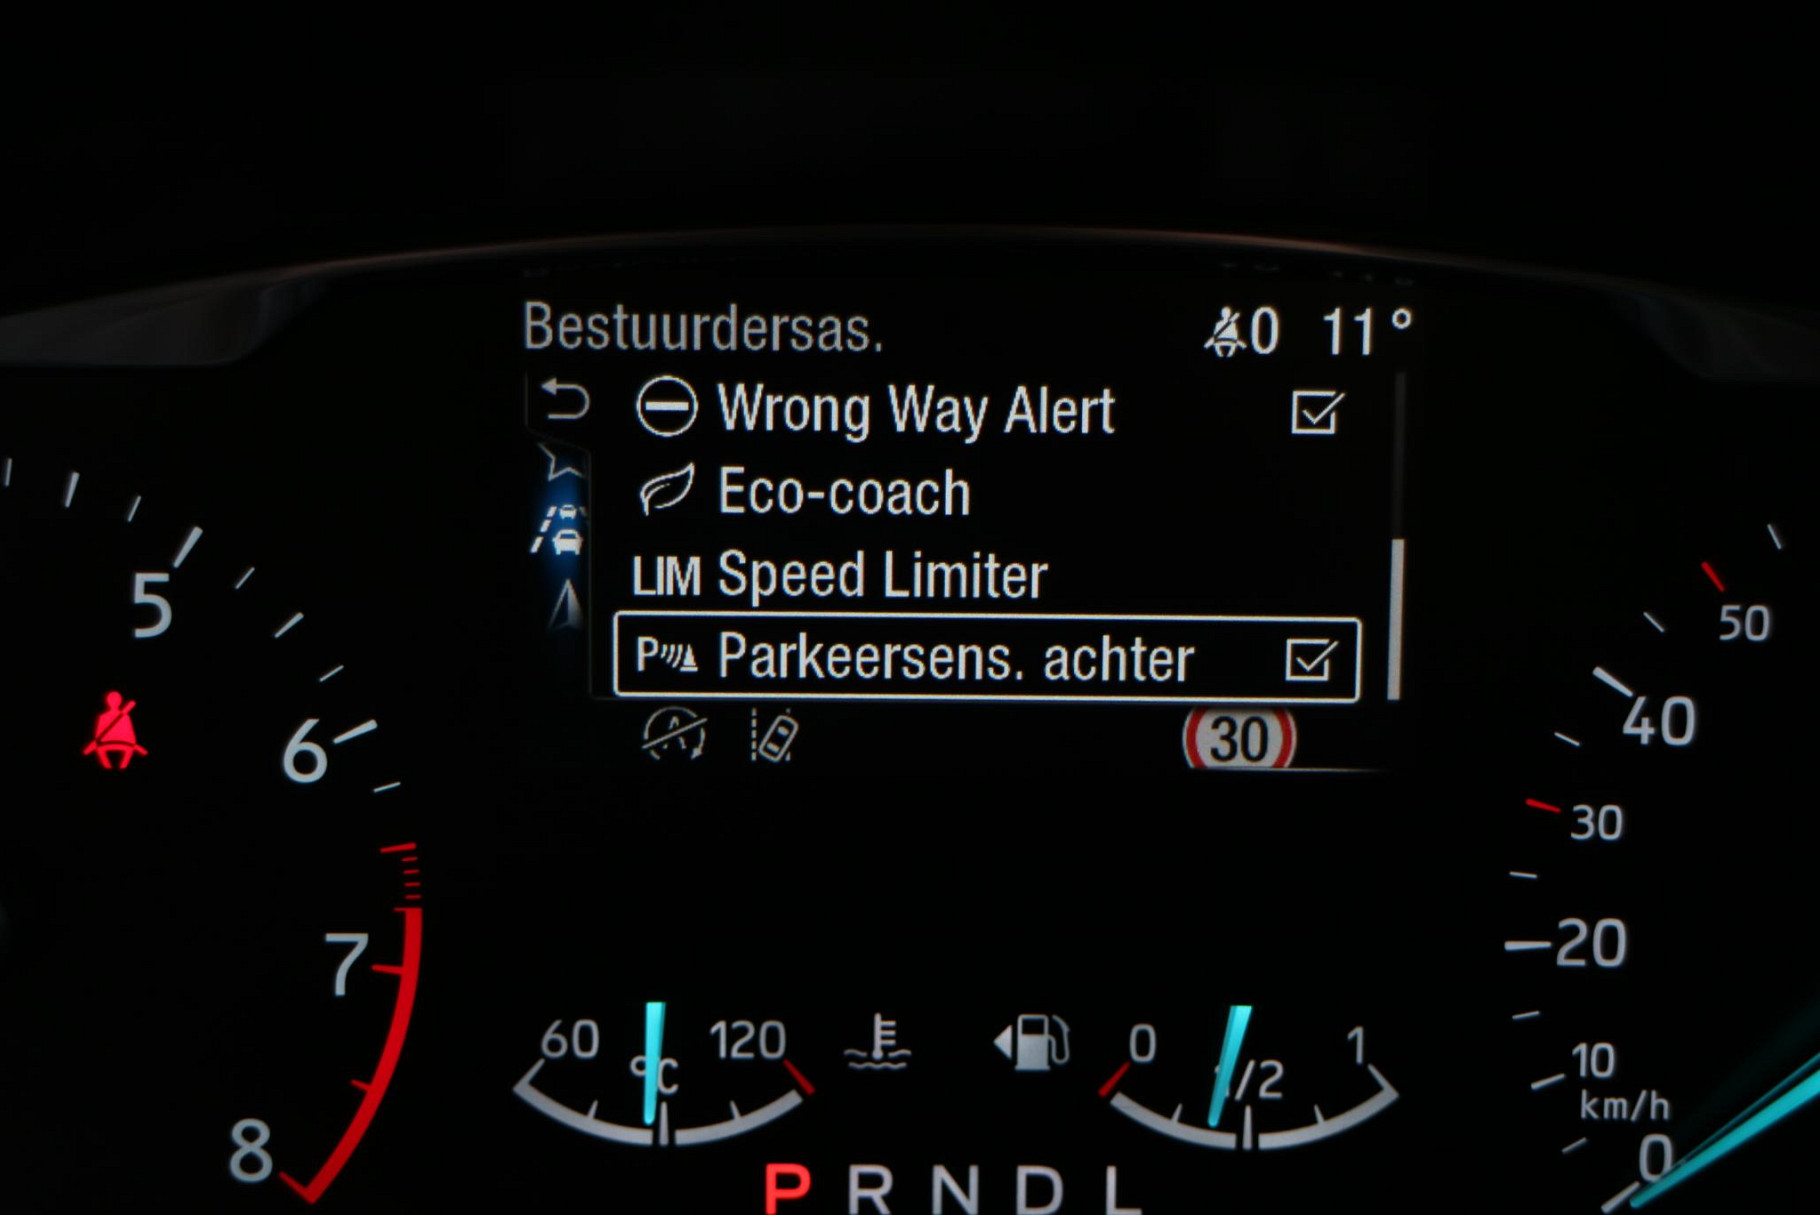 Bestuurdersas. 0 11°
Wrong Way Alert
Eco-coach
LIM Speed Limiter
P Parkeersens. achter
A 30
5
6
7
8
50
40
30
20
10
km/h
0
60 120
°C
0 1
1/2
P R N D L